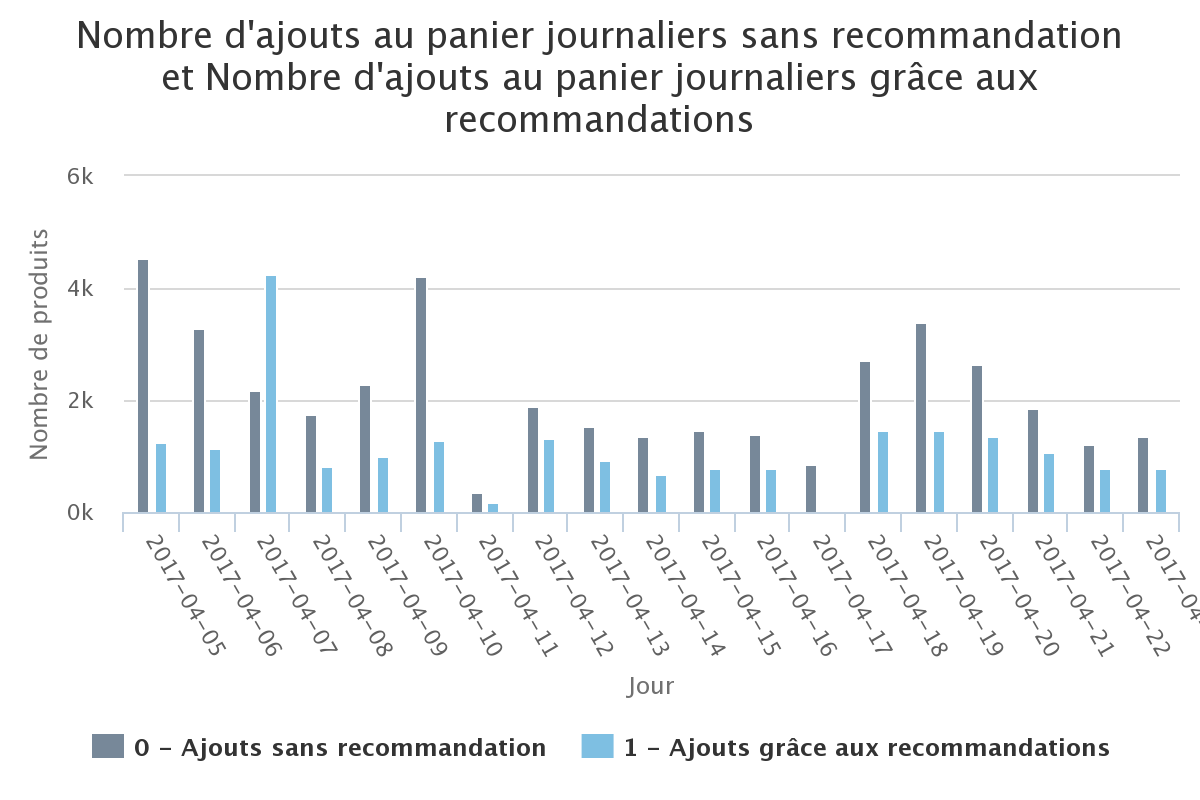 Nombre d'ajouts au panier journaliers sans recommandation
et Nombre d'ajouts au panier journaliers grâce aux
recommandations
6k
4k
2k
0k
Nombre de produits
2017-04-05
2017-04-06
2017-04-07
2017-04-08
2017-04-09
2017-04-10
2017-04-11
2017-04-12
2017-04-13
2017-04-14
2017-04-15
2017-04-16
2017-04-17
2017-04-18
2017-04-19
2017-04-20
2017-04-21
2017-04-22
2017-04-
Jour
0 - Ajouts sans recommandation
1 - Ajouts grâce aux recommandations